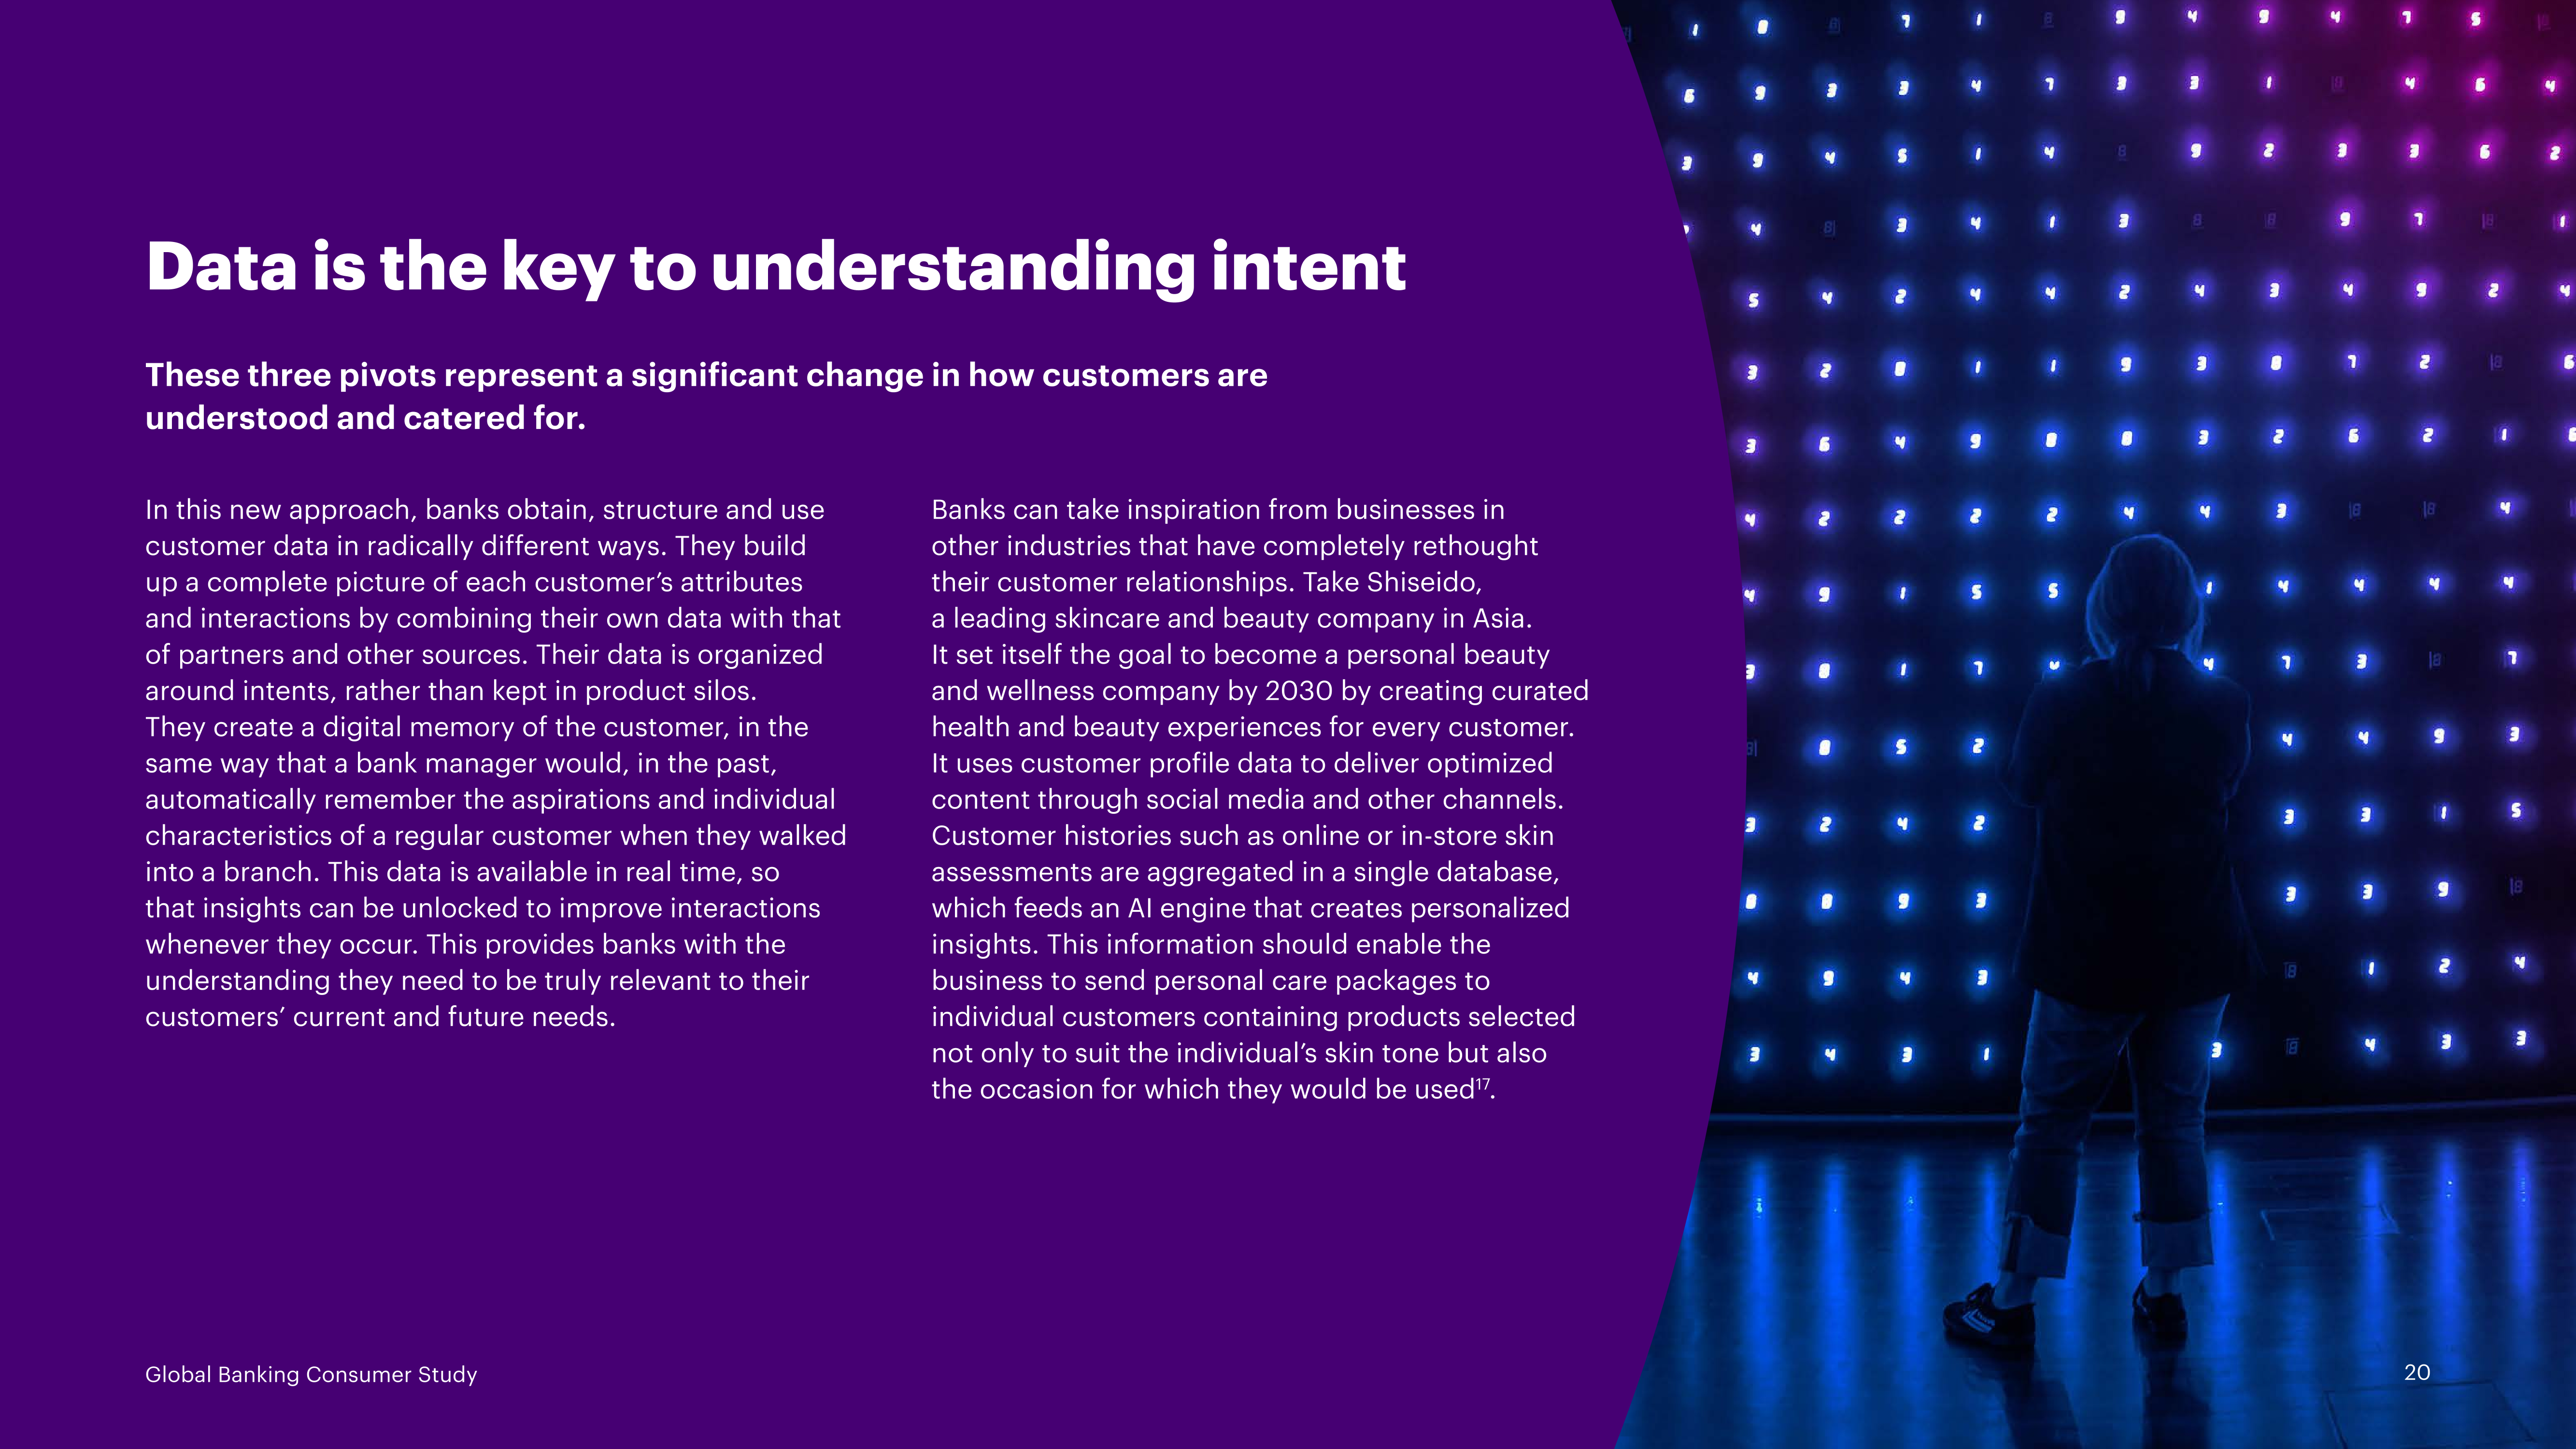 Data is the key to understanding intent
These three pivots represent a significant change in how customers are
understood and catered for.
In this new approach, banks obtain, structure and use
customer data in radically different ways. They build
up a complete picture of each customer’s attributes
and interactions by combining their own data with that
of partners and other sources. Their data is organized
around intents, rather than kept in product silos.
They create a digital memory of the customer, in the
same way that a bank manager would, in the past,
automatically remember the aspirations and individual
characteristics of a regular customer when they walked
into a branch. This data is available in real time, so
that insights can be unlocked to improve interactions
whenever they occur. This provides banks with the
understanding they need to be truly relevant to their
customers’ current and future needs.
Banks can take inspiration from businesses in
other industries that have completely rethought
their customer relationships. Take Shiseido,
a leading skincare and beauty company in Asia.
It set itself the goal to become a personal beauty
and wellness company by 2030 by creating curated
health and beauty experiences for every customer.
It uses customer profile data to deliver optimized
content through social media and other channels.
Customer histories such as online or in-store skin
assessments are aggregated in a single database,
which feeds an AI engine that creates personalized
insights. This information should enable the
business to send personal care packages to
individual customers containing products selected
not only to suit the individual’s skin tone but also
the occasion for which they would be used17.
Global Banking Consumer Study
20